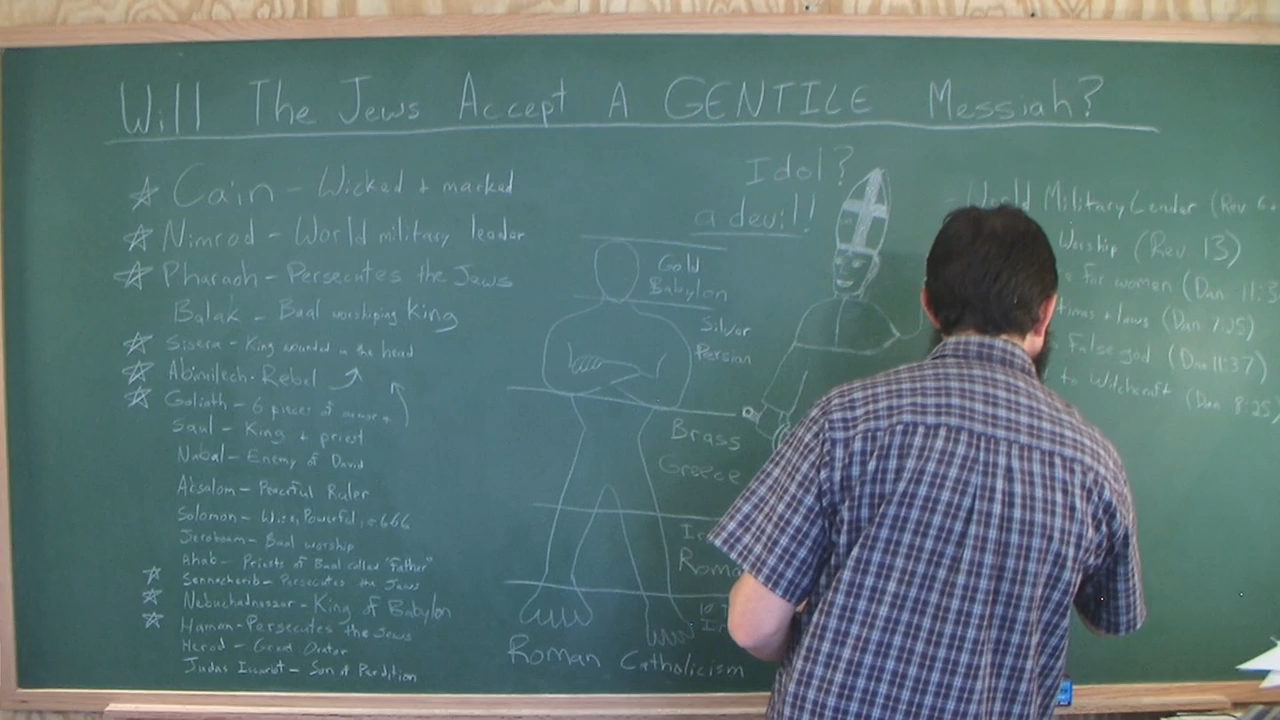 Will The Jews Accept A GENTILE Messiah?
Cain - Wicked + marked
Nimrod - World military leader
Pharaoh - Persecutes the Jews
Balak - Baal worshiping King
Sisera - King wounded in the head
Abimilech - Rebel
Goliath - 6 pieces of armor
Saul - King + priest
Nabal - Enemy of David
Absalom - Peaceful Ruler
Solomon - Wise, Powerful, 666
Jeroboam - Baal worship
Ahab - Priests of Baal called "Father"
Sennecherib - Persecutes the Jews
Nebuchadnezzar - King of Babylon
Haman - Persecutes the Jews
Herod - Great Orator
Judas Iscariot - Son of Perdition
Gold
Babylon
Silver
Persian
Brass
Greece
Roman Catholicism
Idol?
a devil!
World Military Leader (Rev 6
Worship (Rev 13)
for women (Dan 11:3
times + laws (Dan 7:25)
False god (Dan 11:37)
to Witchcraft (Dan 8:25)